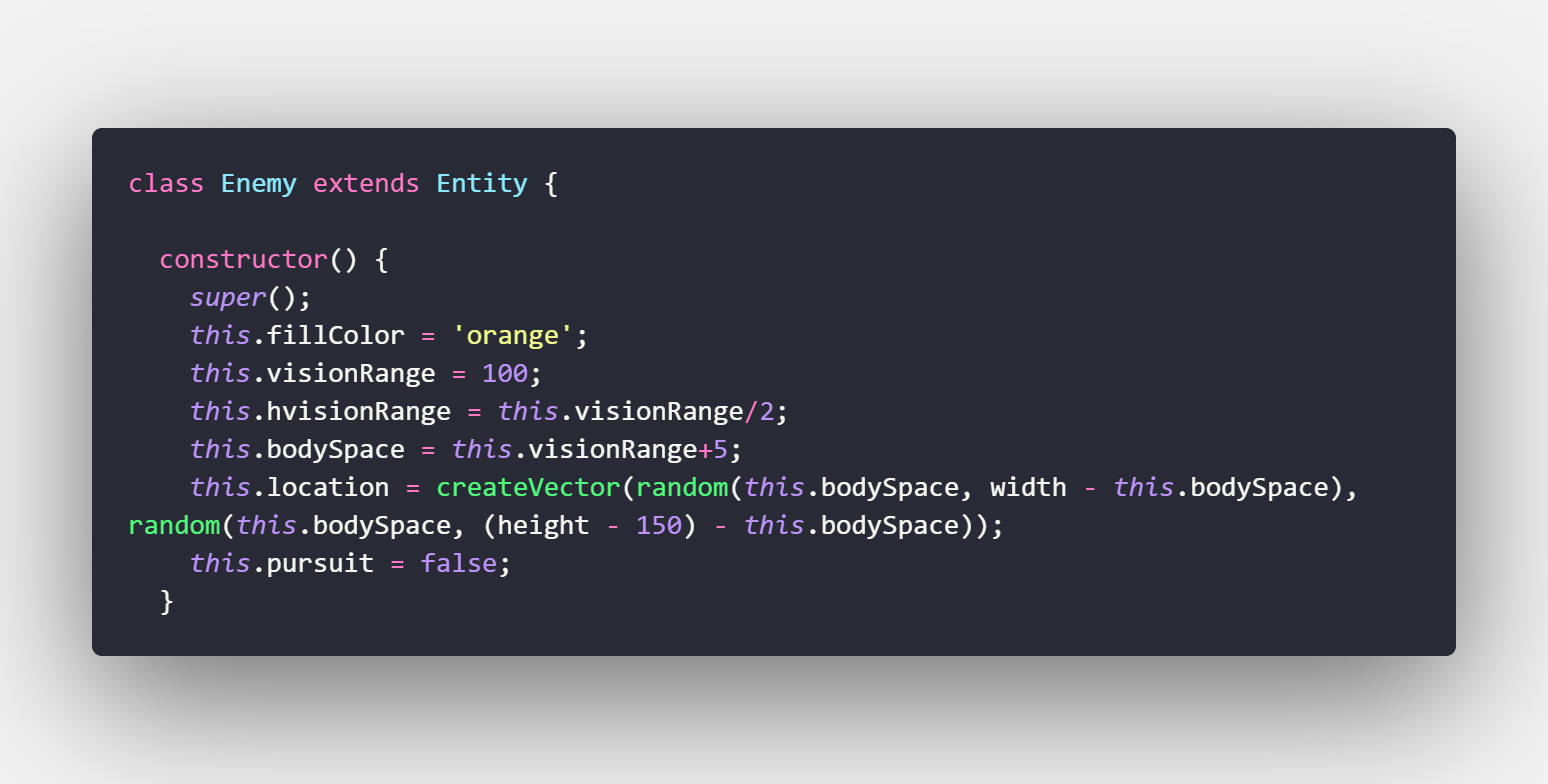 class Enemy extends Entity {

  constructor() {
    super();
    this.fillColor = 'orange';
    this.visionRange = 100;
    this.hvisionRange = this.visionRange/2;
    this.bodySpace = this.visionRange+5;
    this.location = createVector(random(this.bodySpace, width - this.bodySpace),
random(this.bodySpace, (height - 150) - this.bodySpace));
    this.pursuit = false;
  }